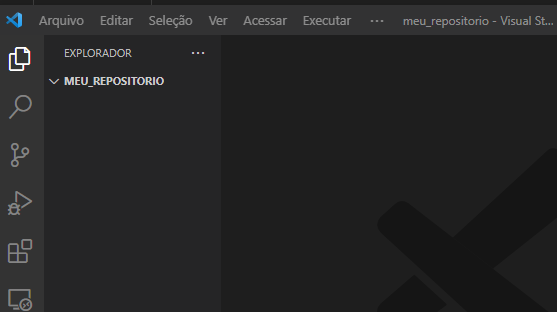 Arquivo Editar Seleção Ver Acessar Executar ··· meu_repositorio - Visual St...
EXPLORADOR ···
MEU_REPOSITORIO